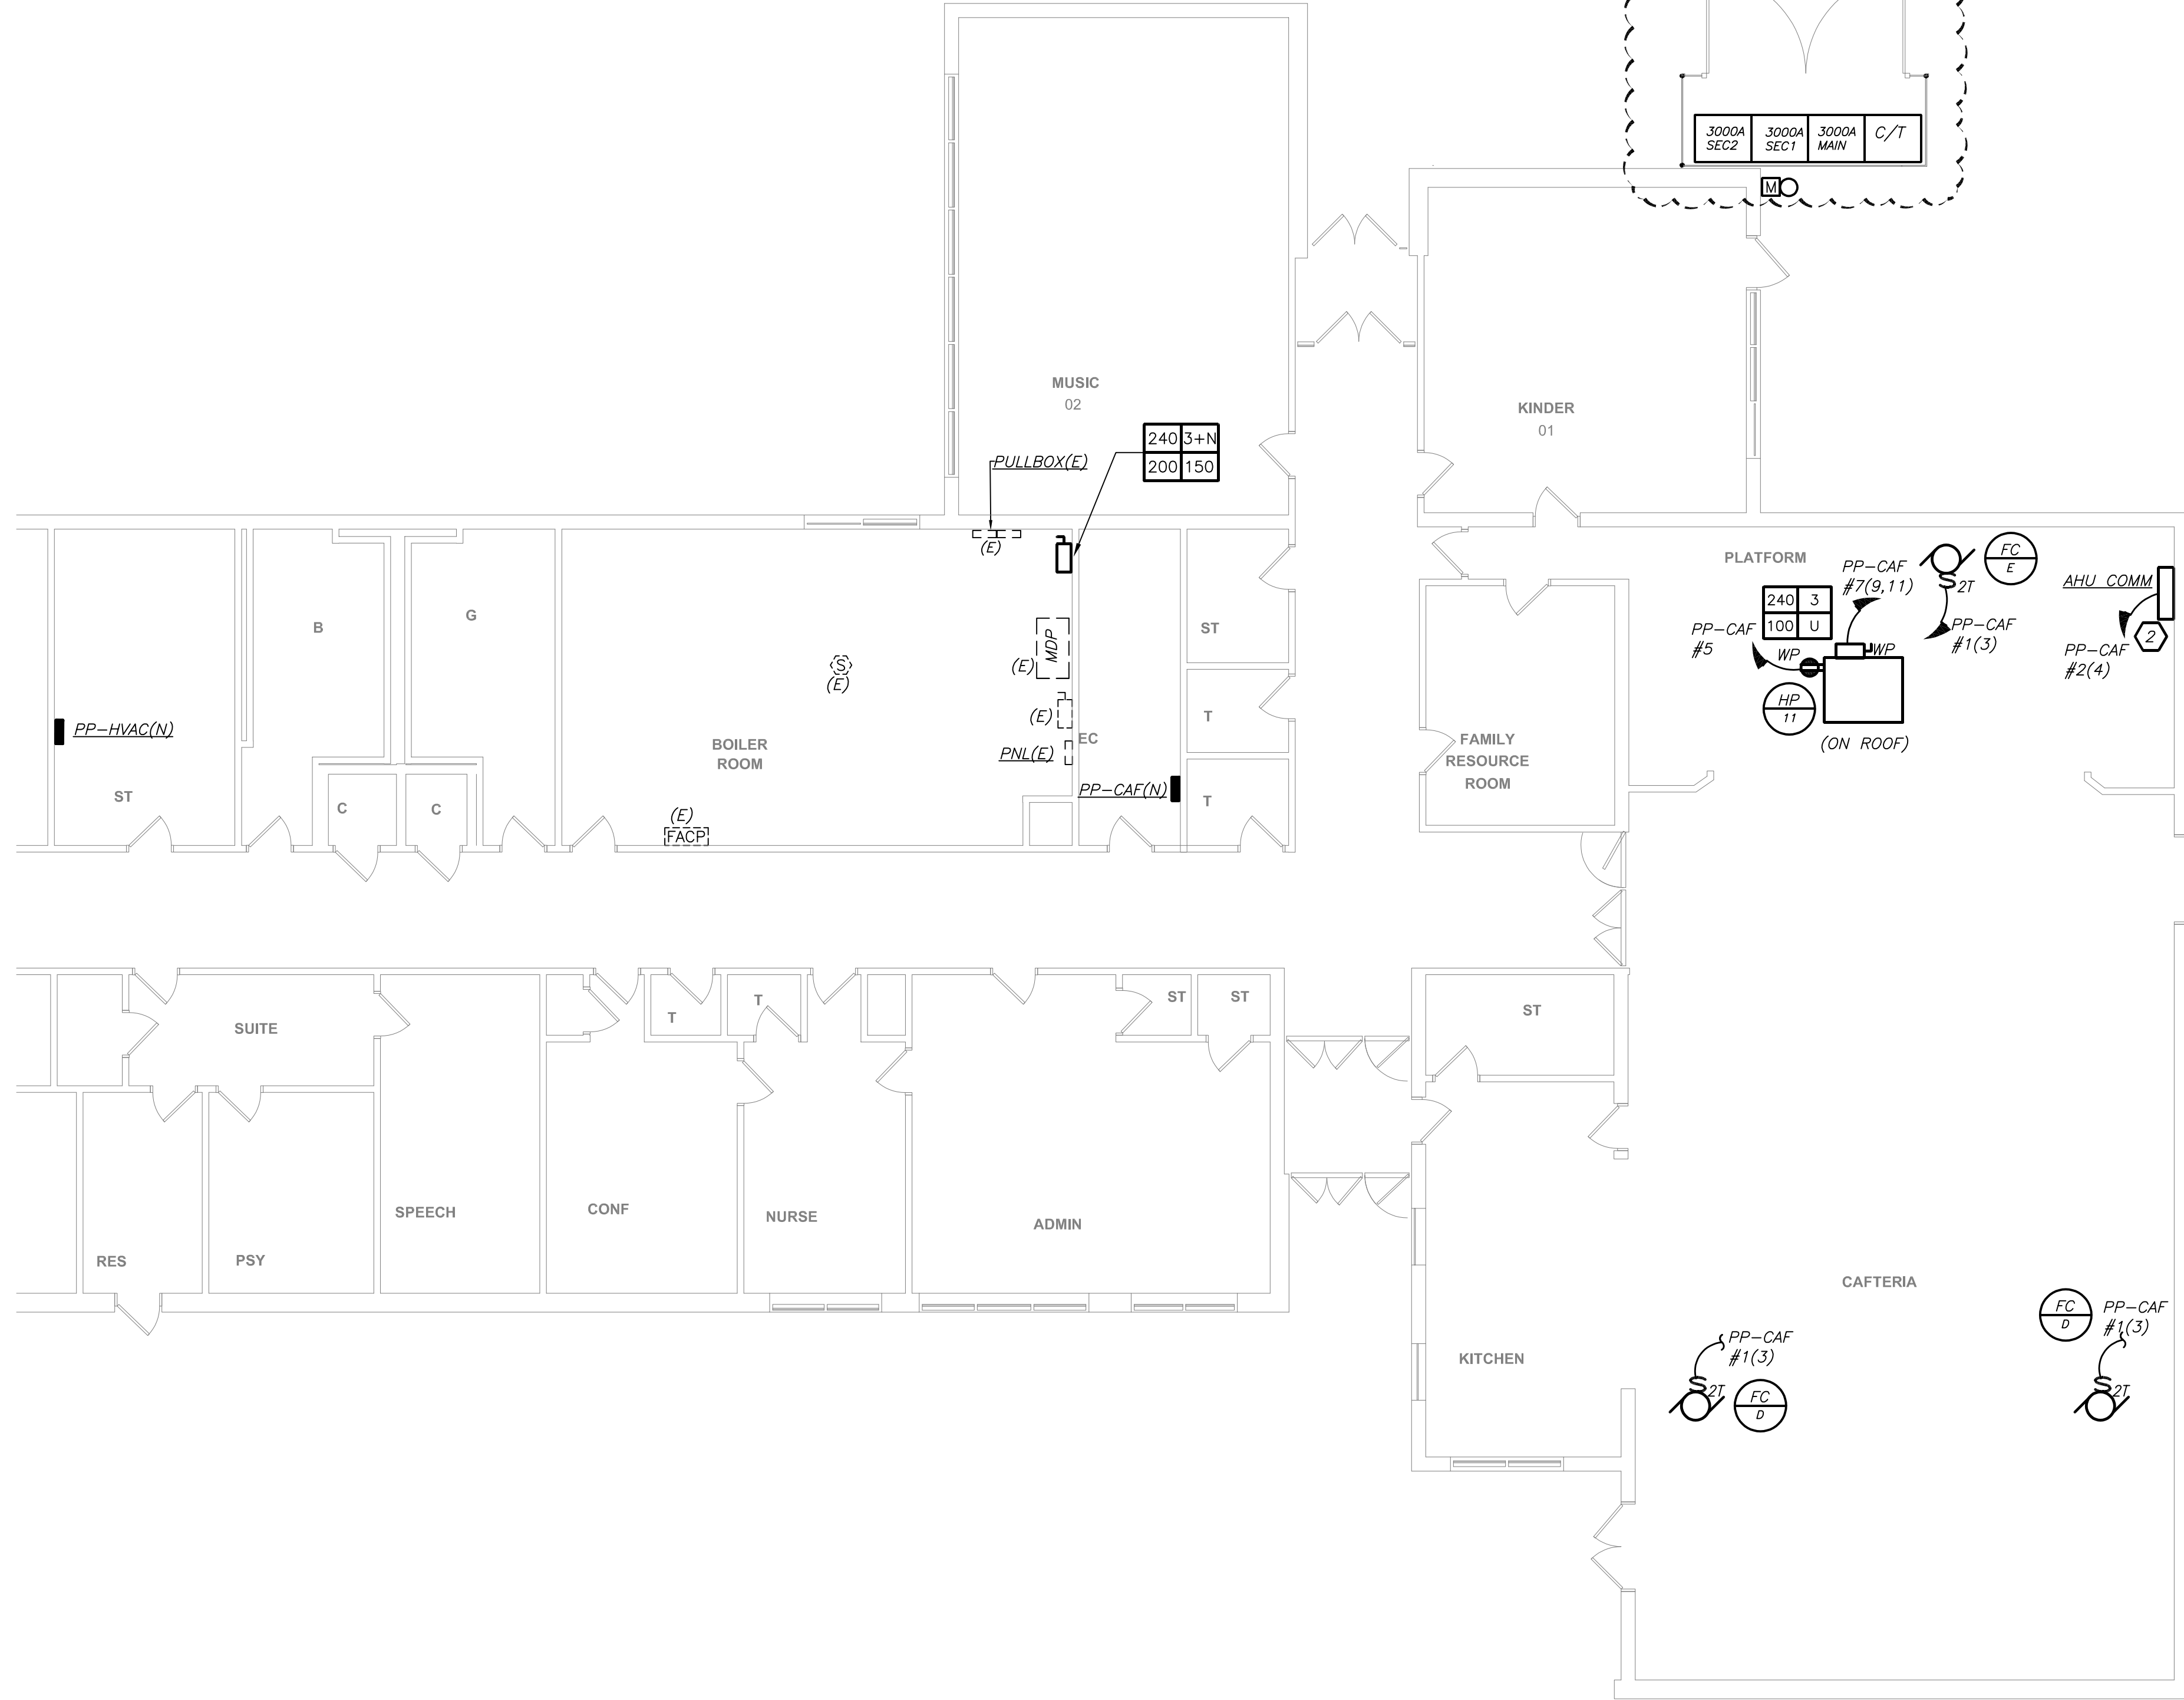 3000A
SEC2
3000A
SEC1
3000A
MAIN
C/T
M
MUSIC
02
KINDER
01
240 3+N
200 150
PULLBOX(E)
(E)
PLATFORM
PP-CAF
#7(9,11)
FC
E
2T
AHU COMM
240 3
100 U
B
G
ST
MDP
(E)
S
(E)
PP-CAF
#5
WP
WP
PP-CAF
#1(3)
2
PP-CAF
#2(4)
HP
11
(ON ROOF)
PP-HVAC(N)
(E)
T
BOILER
ROOM
EC
PNL(E)
FAMILY
RESOURCE
ROOM
PP-CAF(N)
ST
C
C
T
(E)
FACP
SUITE
T
T
ST
ST
ST
SPEECH
CONF
NURSE
ADMIN
RES
PSY
CAFTERIA
KITCHEN
PP-CAF
#1(3)
2T
FC
D
FC
D
PP-CAF
#1(3)
2T